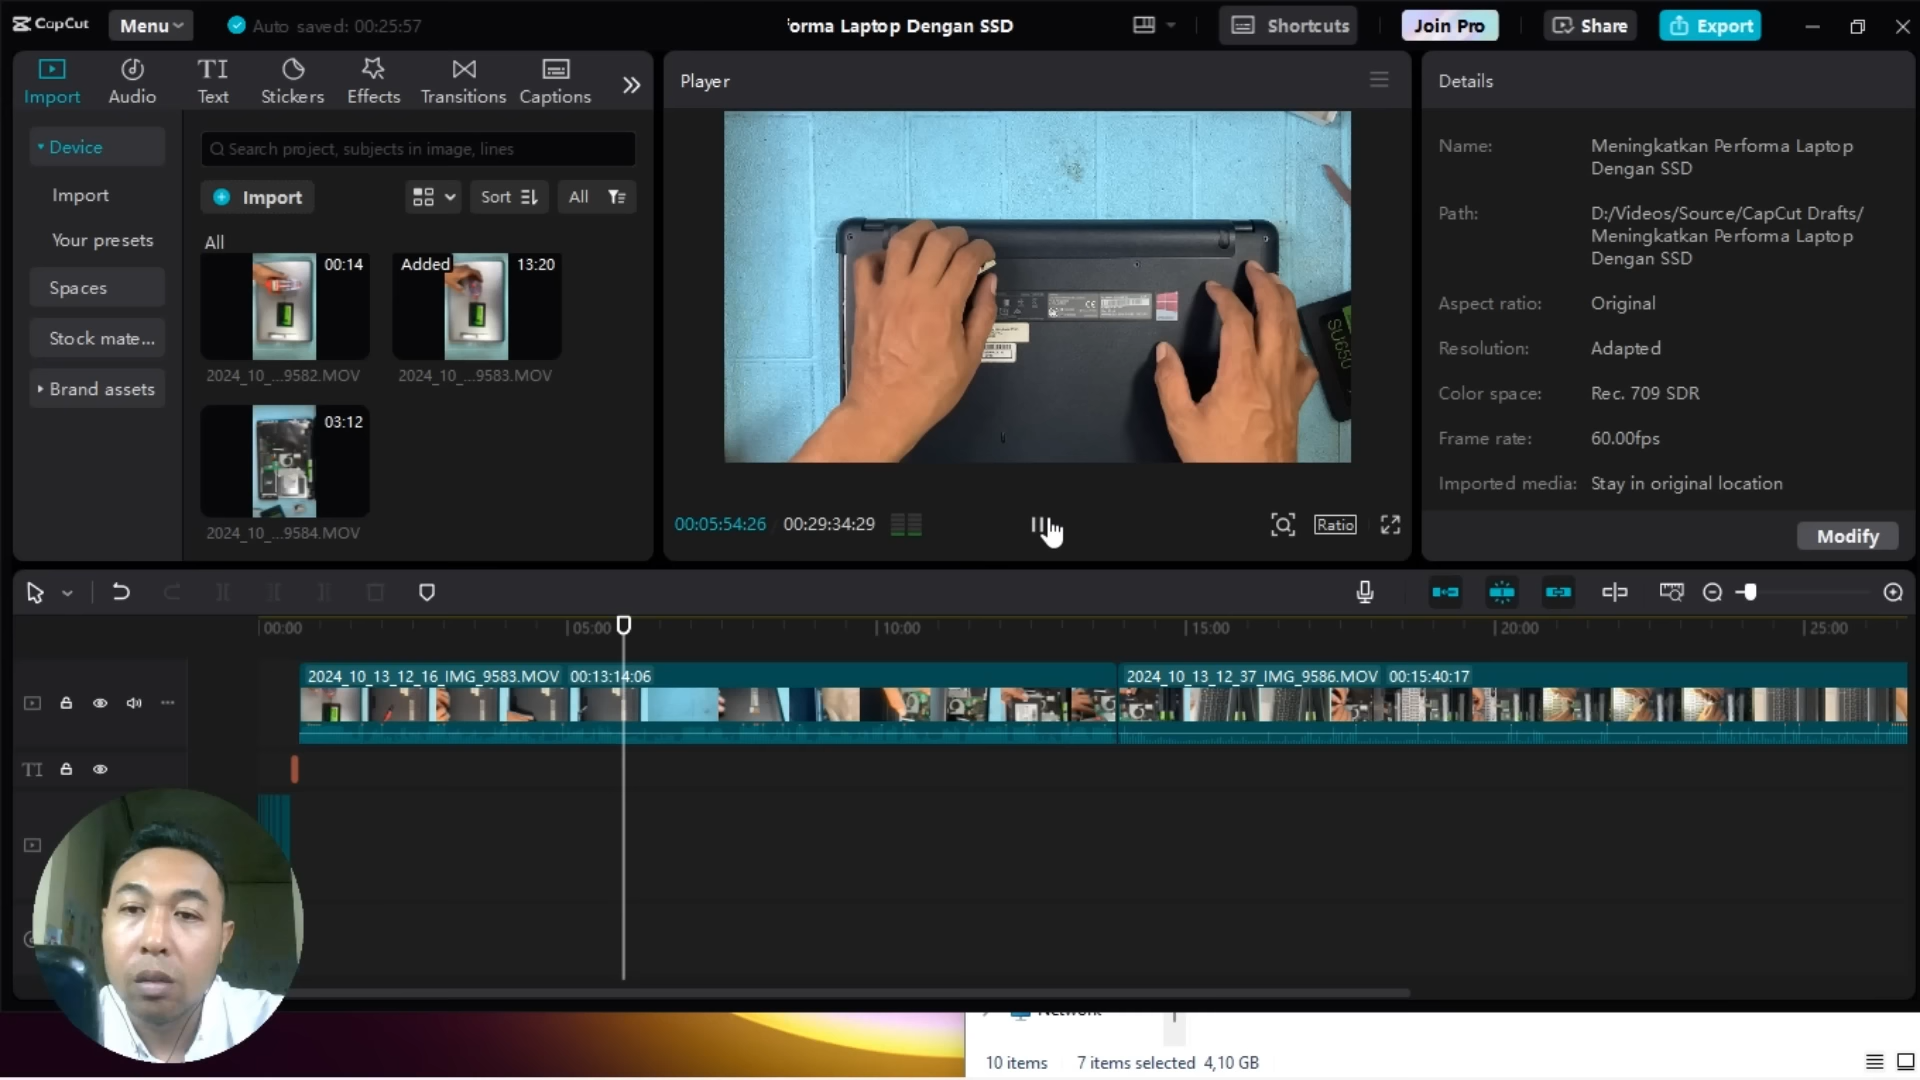 CapCut
Menu
Auto saved: 00:25:57
orma Laptop Dengan SSD
Shortcuts
Join Pro
Share
Export
Import
Audio
TI
Text
Stickers
Effects
Transitions
Captions
Device
Import
Your presets
Spaces
Stock mate...
Brand assets
Search project, subjects in image, lines
Import
Sort
All
All
00:14
2024_10_...9582.MOV
Added
13:20
2024_10_...9583.MOV
03:12
2024_10_...9584.MOV
Player
SU650
00:05:54:26
00:29:34:29
Ratio
Details
Name:
Meningkatkan Performa Laptop
Dengan SSD
Path:
D:/Videos/Source/CapCut Drafts/
Meningkatkan Performa Laptop
Dengan SSD
Aspect ratio:
Original
Resolution:
Adapted
Color space:
Rec. 709 SDR
Frame rate:
60.00fps
Imported media:
Stay in original location
Modify
00:00
05:00
10:00
15:00
20:00
25:00
2024_10_13_12_16_IMG_9583.MOV 00:13:14:06
2024_10_13_12_37_IMG_9586.MOV 00:15:40:17
TI
Network
10 items
7 items selected 4,10 GB